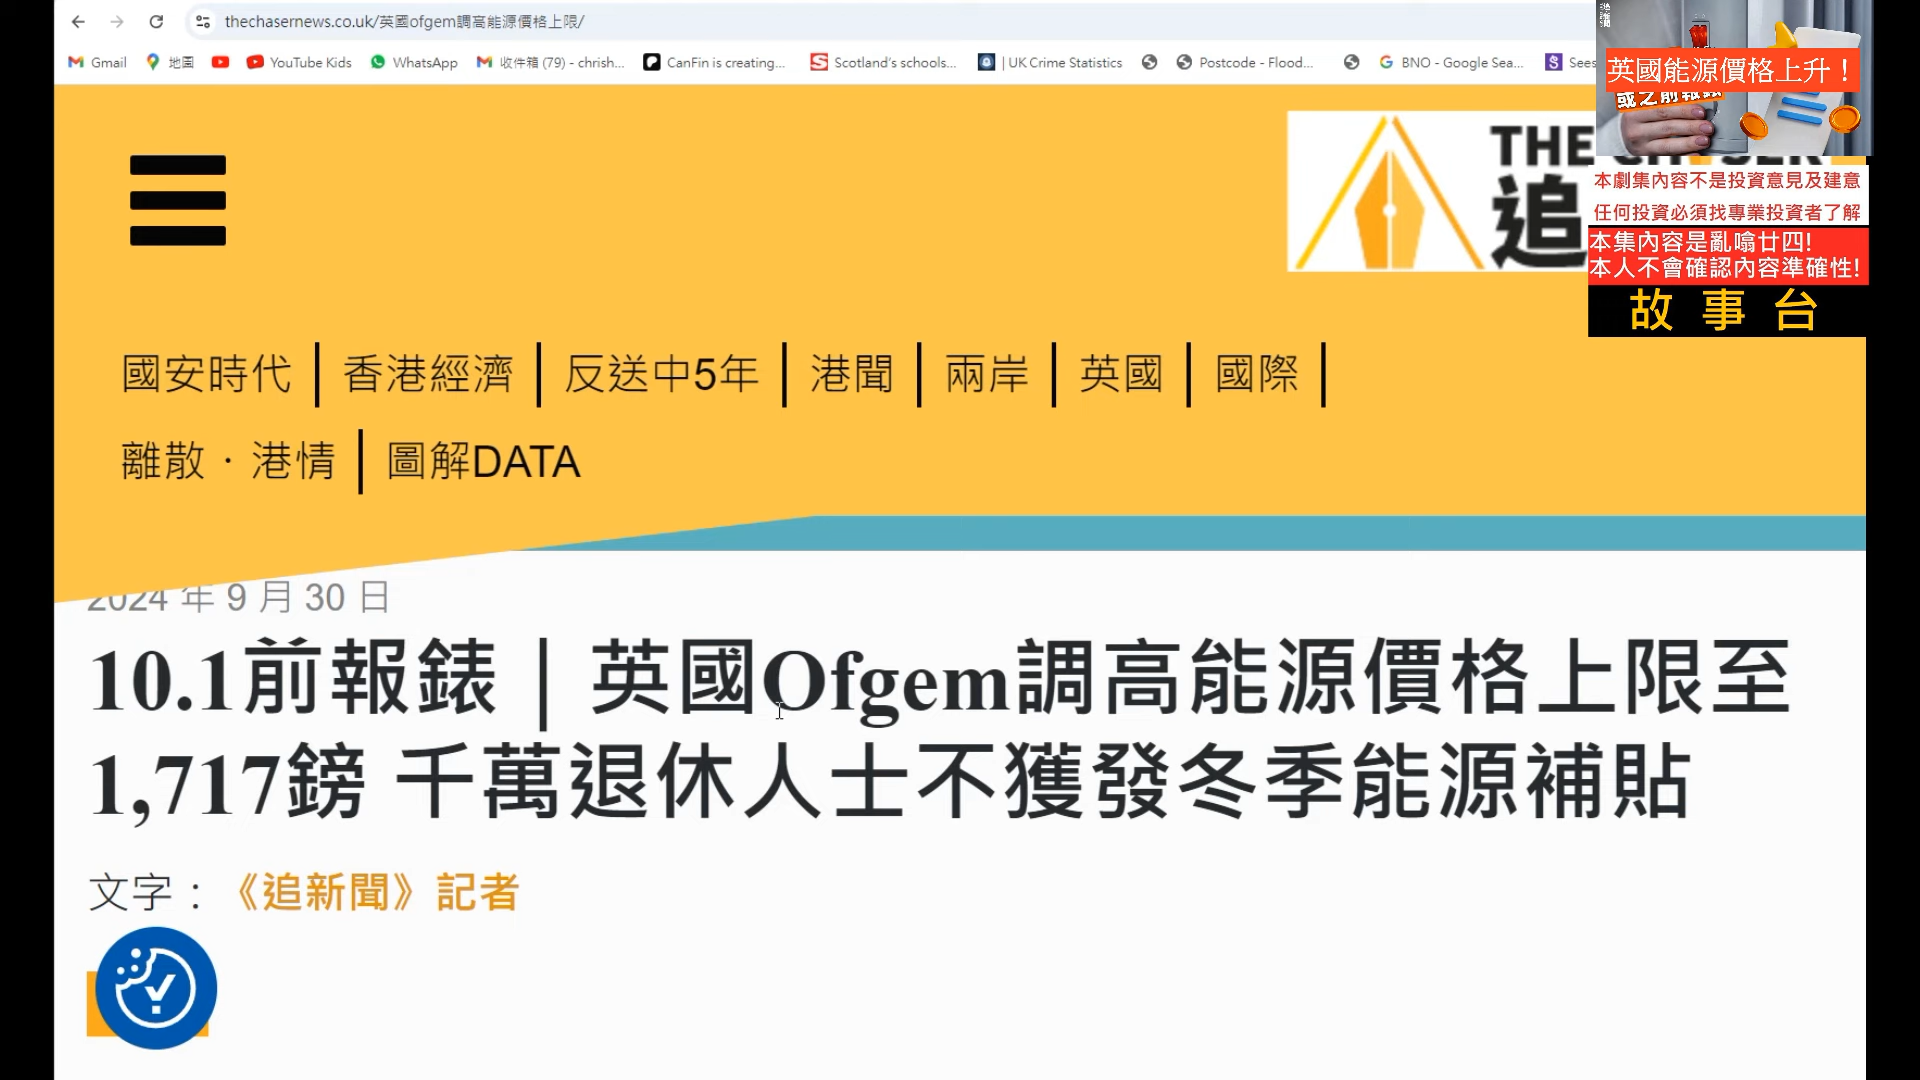 thechasernews.co.uk/英國ofgem調高能源價格上限/
Gmail
地圖
YouTube Kids
WhatsApp
收件箱 (79) - chrish...
CanFin is creating...
Scotland's schools...
| UK Crime Statistics
Postcode - Flood...
BNO - Google Sea...
Sees
英國能源價格上升！
或之前報錶
本劇集內容不是投資意見及建意
任何投資必須找專業投資者了解
本集內容是亂噏廿四!
本人不會確認內容準確性!
故事台
THE CHASER
追
國安時代 | 香港經濟 | 反送中5年 | 港聞 | 兩岸 | 英國 | 國際 |
離散．港情 | 圖解DATA
2024 年 9 月 30 日
10.1前報錶｜英國Ofgem調高能源價格上限至
1,717鎊 千萬退休人士不獲發冬季能源補貼
文字：《追新聞》記者